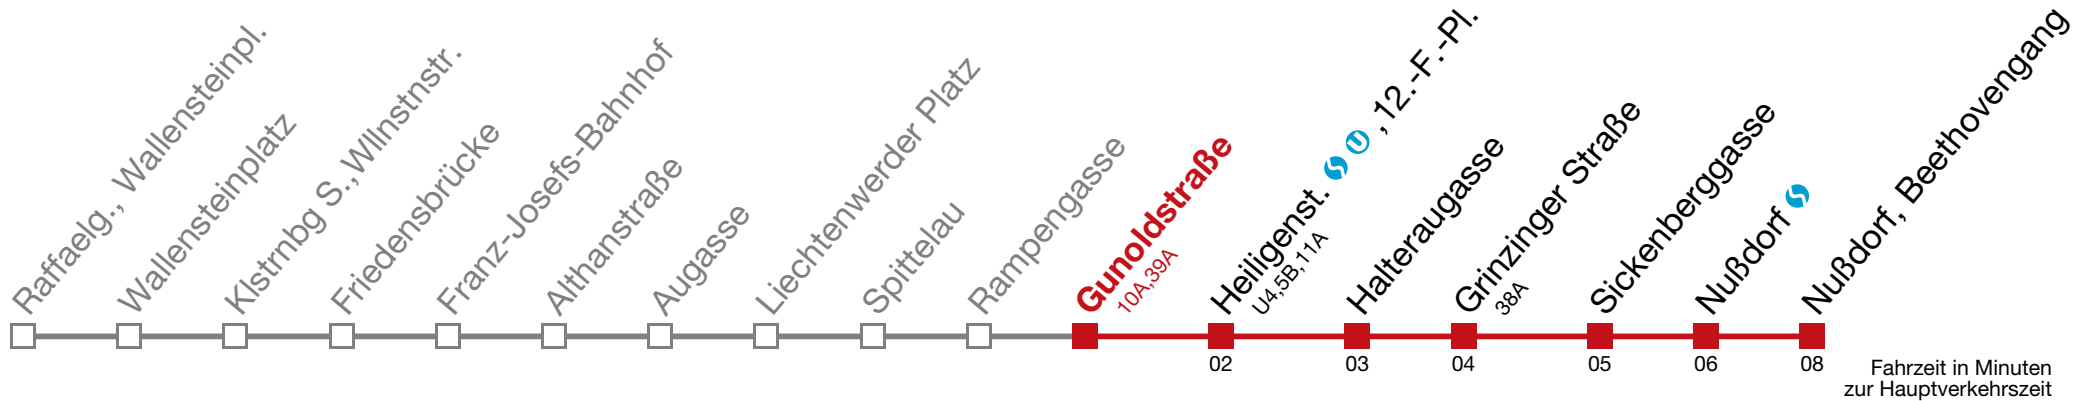 Raffaelg., Wallensteinpl.
Wallensteinplatz
Klstrnbg S.,Wllnstnstr.
Friedensbrücke
Franz-Josefs-Bahnhof
Althanstraße
Augasse
Liechtenwerder Platz
Spittelau
Rampengasse
Gunoldstraße
10A,39A
Heiligenst. S U , 12.-F.-Pl.
U4,5B,11A
Halteraugasse
Grinzinger Straße
38A
Sickenberggasse
Nußdorf S
Nußdorf, Beethovengang
02
03
04
05
06
08
Fahrzeit in Minuten
zur Hauptverkehrszeit